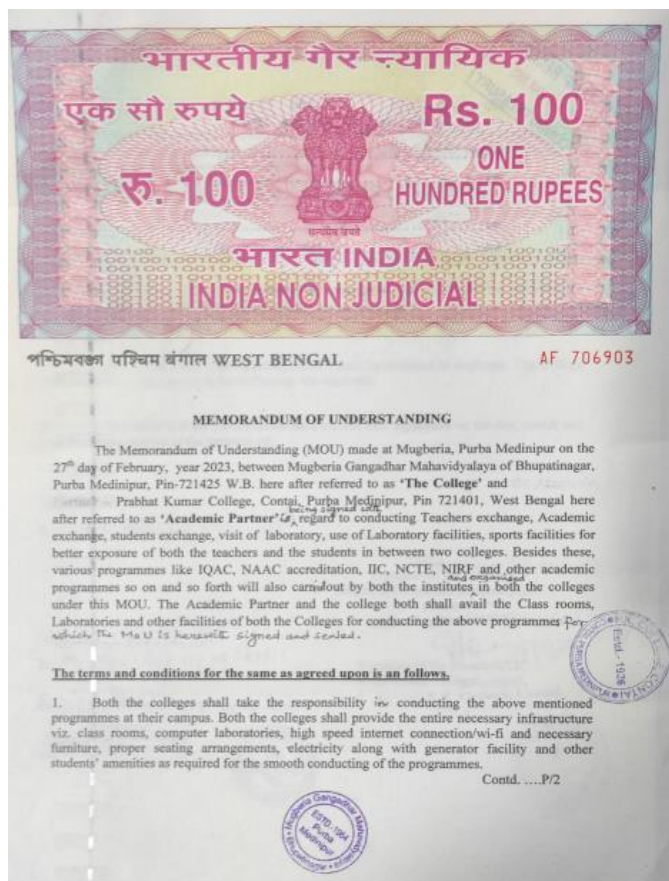 भारतीय गैर न्यायिक
एक सौ रुपये
Rs. 100
रु. 100
ONE
HUNDRED RUPEES
सत्यमेव जयते
भारत INDIA
INDIA NON JUDICIAL
পশ্চিমবঙ্গ पश्चिम बंगाल WEST BENGAL
AF 706903
MEMORANDUM OF UNDERSTANDING
The Memorandum of Understanding (MOU) made at Mugberia, Purba Medinipur on the
27th day of February, year 2023, between Mugberia Gangadhar Mahavidyalaya of Bhupatinagar,
Purba Medinipur, Pin-721425 W.B. here after referred to as 'The College' and
Prabhat Kumar College, Contai, Purba Medinipur, Pin 721401, West Bengal here
being signed with
after referred to as 'Academic Partner' is regard to conducting Teachers exchange, Academic
exchange, students exchange, visit of laboratory, use of Laboratory facilities, sports facilities for
better exposure of both the teachers and the students in between two colleges. Besides these,
various programmes like IQAC, NAAC accreditation, IIC, NCTE, NIRF and other academic
and organised
programmes so on and so forth will also carried out by both the institutes in both the colleges
under this MOU. The Academic Partner and the college both shall avail the Class rooms,
Laboratories and other facilities of both the Colleges for conducting the above programmes for
which the MoU is herewith signed and sealed.
The terms and conditions for the same as agreed upon is an follows.
1. Both the colleges shall take the responsibility in conducting the above mentioned
programmes at their campus. Both the colleges shall provide the entire necessary infrastructure
viz. class rooms, computer laboratories, high speed internet connection/wi-fi and necessary
furniture, proper seating arrangements, electricity along with generator facility and other
students' amenities as required for the smooth conducting of the programmes.
Contd. ....P/2
Estd.-1926
CONTAI
Mugberia Gangadhar Mahavidyalaya
ESTD-1964
Purba
Medinipur